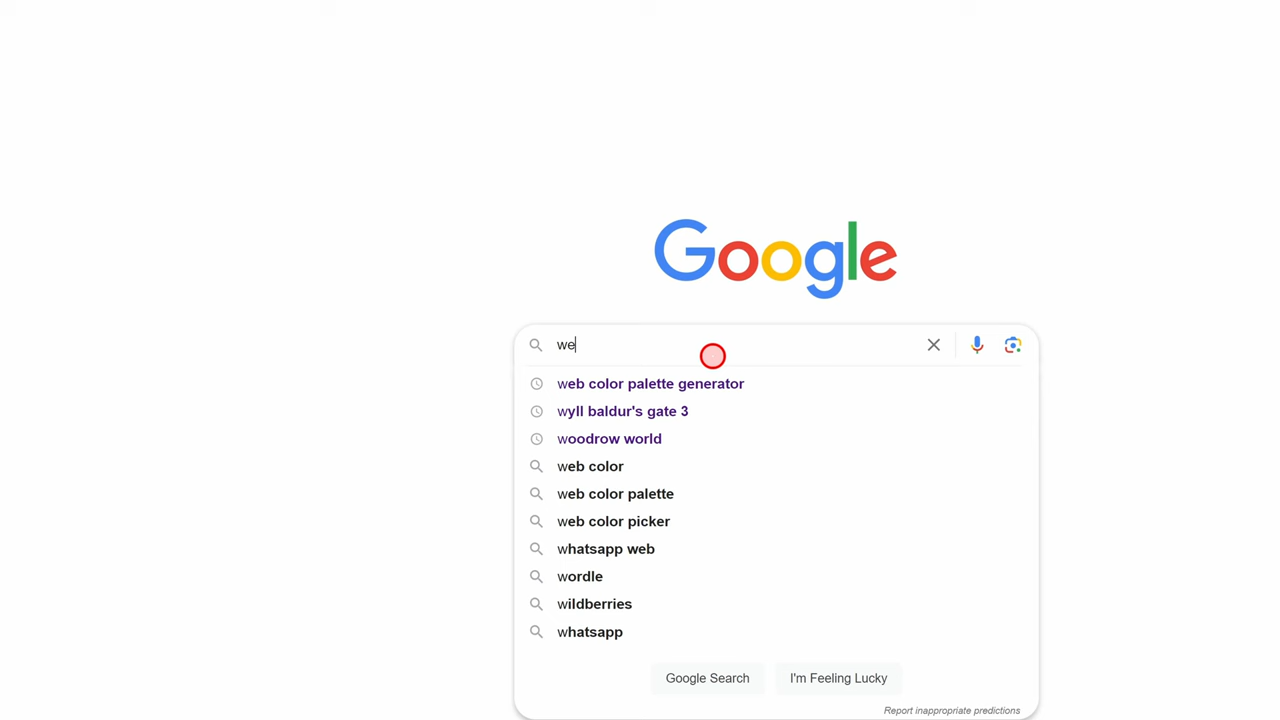 Google
we
web color palette generator
wyll baldur's gate 3
woodrow world
web color
web color palette
web color picker
whatsapp web
wordle
wildberries
whatsapp
Google Search
I'm Feeling Lucky
Report inappropriate predictions